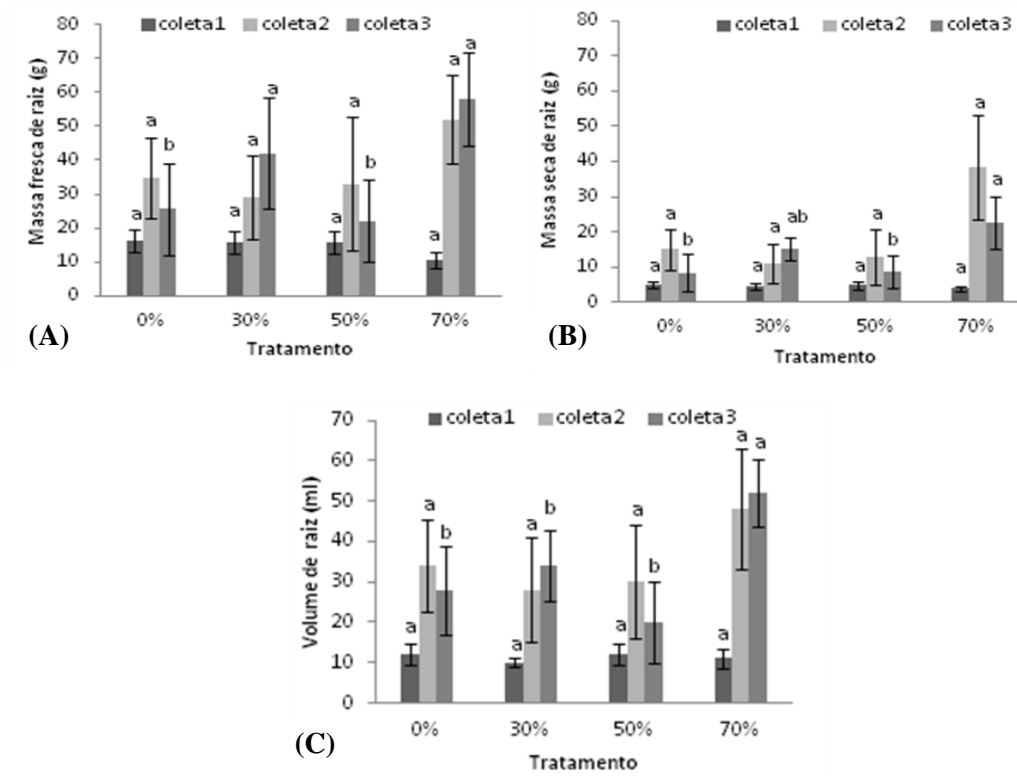 coleta1 coleta2 coleta3
Massa fresca de raiz (g)
80
70
60
50
40
30
20
10
0
a a b
a a a
a a b
a a a
0% 30% 50% 70%
Tratamento
(A)
coleta1 coleta2 coleta3
Massa seca de raiz (g)
80
70
60
50
40
30
20
10
0
a a b
a a ab
a a b
a a a
0% 30% 50% 70%
Tratamento
(B)
coleta1 coleta2 coleta3
Volume de raiz (ml)
70
60
50
40
30
20
10
0
a a b
a a b
a a b
a a a
0% 30% 50% 70%
Tratamento
(C)